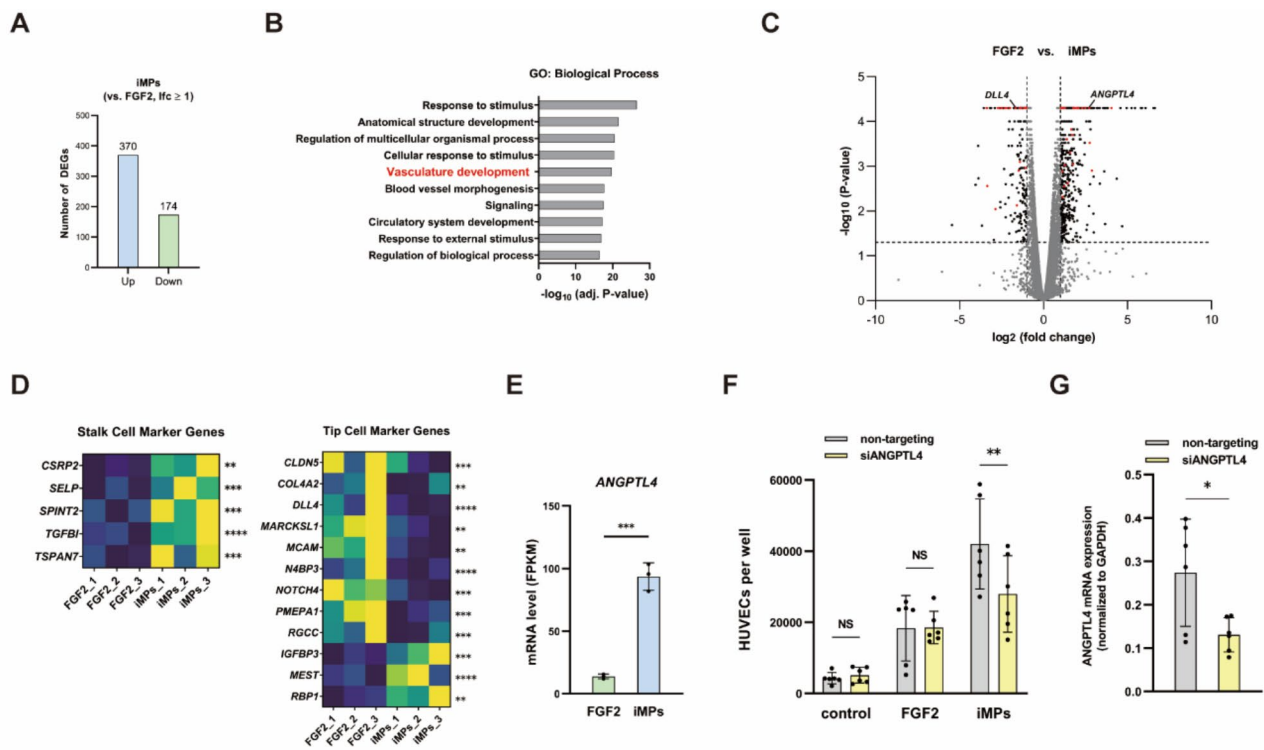 A
iMPs
(vs. FGF2, lfc ≥ 1)
Number of DEGs
500
400
300
200
100
0
370
174
Up
Down
B
GO: Biological Process
Response to stimulus
Anatomical structure development
Regulation of multicellular organismal process
Cellular response to stimulus
Vasculature development
Blood vessel morphogenesis
Signaling
Circulatory system development
Response to external stimulus
Regulation of biological process
0 10 20 30
-log10 (adj. P-value)
C
FGF2 vs. iMPs
DLL4
ANGPTL4
-log10 (P-value)
5
4
3
2
1
0
-10 -5 0 5 10
log2 (fold change)
D
Stalk Cell Marker Genes
CSRP2 **
SELP ***
SPINT2 ***
TGFBI ****
TSPAN7 ***
FGF2_1 FGF2_2 FGF2_3 iMPs_1 iMPs_2 iMPs_3
Tip Cell Marker Genes
CLDN5 ***
COL4A2 **
DLL4 ****
MARCKSL1 **
MCAM **
N4BP3 ****
NOTCH4 ***
PMEPA1 ***
RGCC ***
IGFBP3 ***
MEST ****
RBP1 **
FGF2_1 FGF2_2 FGF2_3 iMPs_1 iMPs_2 iMPs_3
E
ANGPTL4
mRNA level (FPKM)
150
100
50
0
***
FGF2 iMPs
F
non-targeting
siANGPTL4
HUVECs per well
60000
40000
20000
0
NS
NS
**
control FGF2 iMPs
G
non-targeting
siANGPTL4
ANGPTL4 mRNA expression
(normalized to GAPDH)
0.5
0.4
0.3
0.2
0.1
0.0
*